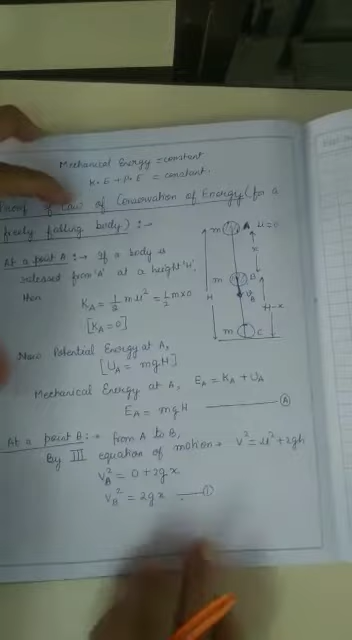 Mechanical Energy = constant
K.E + P.E = constant.
Proof of Law of Conservation of Energy (for a
freely falling body) :-
At a point A :→ If a body is
released from 'A' at a height 'H',
then
K_A = 1/2 mu² = 1/2 m×0
[K_A = 0]
Now Potential Energy at A,
[U_A = mgH]
Mechanical Energy at A, E_A = K_A + U_A
E_A = mgH —— Ⓐ
At a point B :→ from A to B,
By III equation of motion → V² = u² + 2gh
V_B² = 0 + 2gx
V_B² = 2gx —— ①
m A u=0
x
m B
V_B
H
H-x
m C